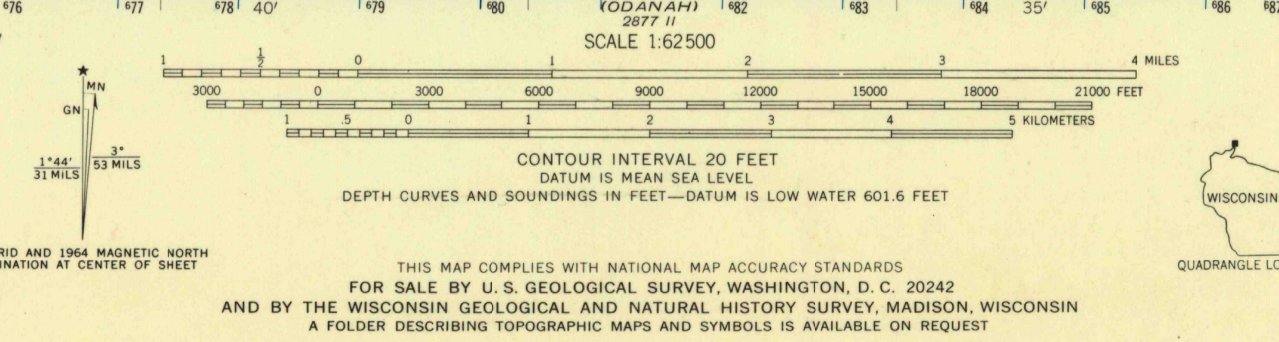 676 677 678 40' 679 680 (ODANAH) 682 683 684 35' 685 686 687
2877 II
SCALE 1:62500
1 ½ 0 1 2 3 4 MILES
3000 0 3000 6000 9000 12000 15000 18000 21000 FEET
1 .5 0 1 2 3 4 5 KILOMETERS
MN
GN
1°44'
31 MILS
3°
53 MILS
RID AND 1964 MAGNETIC NORTH
INATION AT CENTER OF SHEET
CONTOUR INTERVAL 20 FEET
DATUM IS MEAN SEA LEVEL
DEPTH CURVES AND SOUNDINGS IN FEET—DATUM IS LOW WATER 601.6 FEET
THIS MAP COMPLIES WITH NATIONAL MAP ACCURACY STANDARDS
FOR SALE BY U. S. GEOLOGICAL SURVEY, WASHINGTON, D. C. 20242
AND BY THE WISCONSIN GEOLOGICAL AND NATURAL HISTORY SURVEY, MADISON, WISCONSIN
A FOLDER DESCRIBING TOPOGRAPHIC MAPS AND SYMBOLS IS AVAILABLE ON REQUEST
WISCONSIN
QUADRANGLE LO